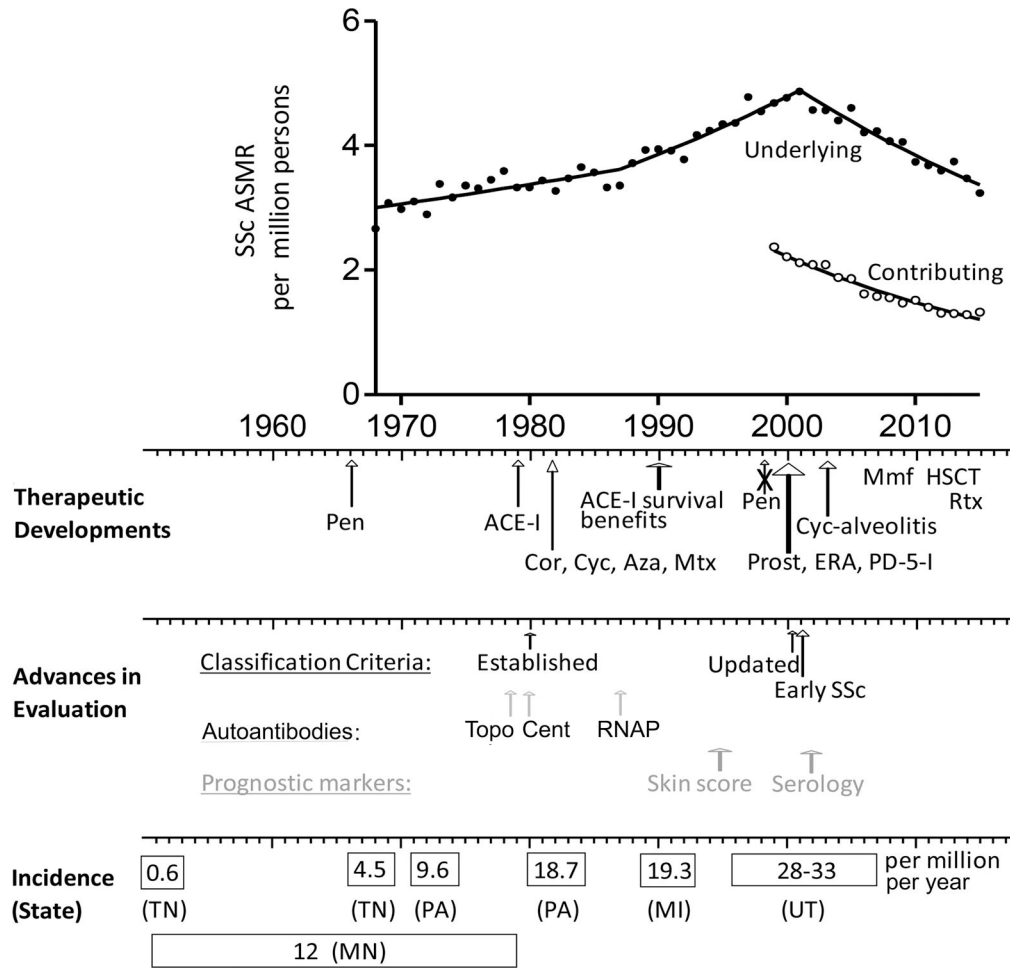 6
4
2
0
SSc ASMR
per million persons
Underlying
Contributing
1960 1970 1980 1990 2000 2010
Therapeutic
Developments
Pen
ACE-I
ACE-I survival
benefits
Pen
Mmf HSCT
Rtx
Cyc-alveolitis
Cor, Cyc, Aza, Mtx
Prost, ERA, PD-5-I
Advances in
Evaluation
Classification Criteria:
Established
Updated
Early SSc
Autoantibodies:
Topo Cent RNAP
Prognostic markers:
Skin score Serology
Incidence
(State)
0.6 4.5 9.6 18.7 19.3 28-33
per million
per year
(TN) (TN) (PA) (PA) (MI) (UT)
12 (MN)